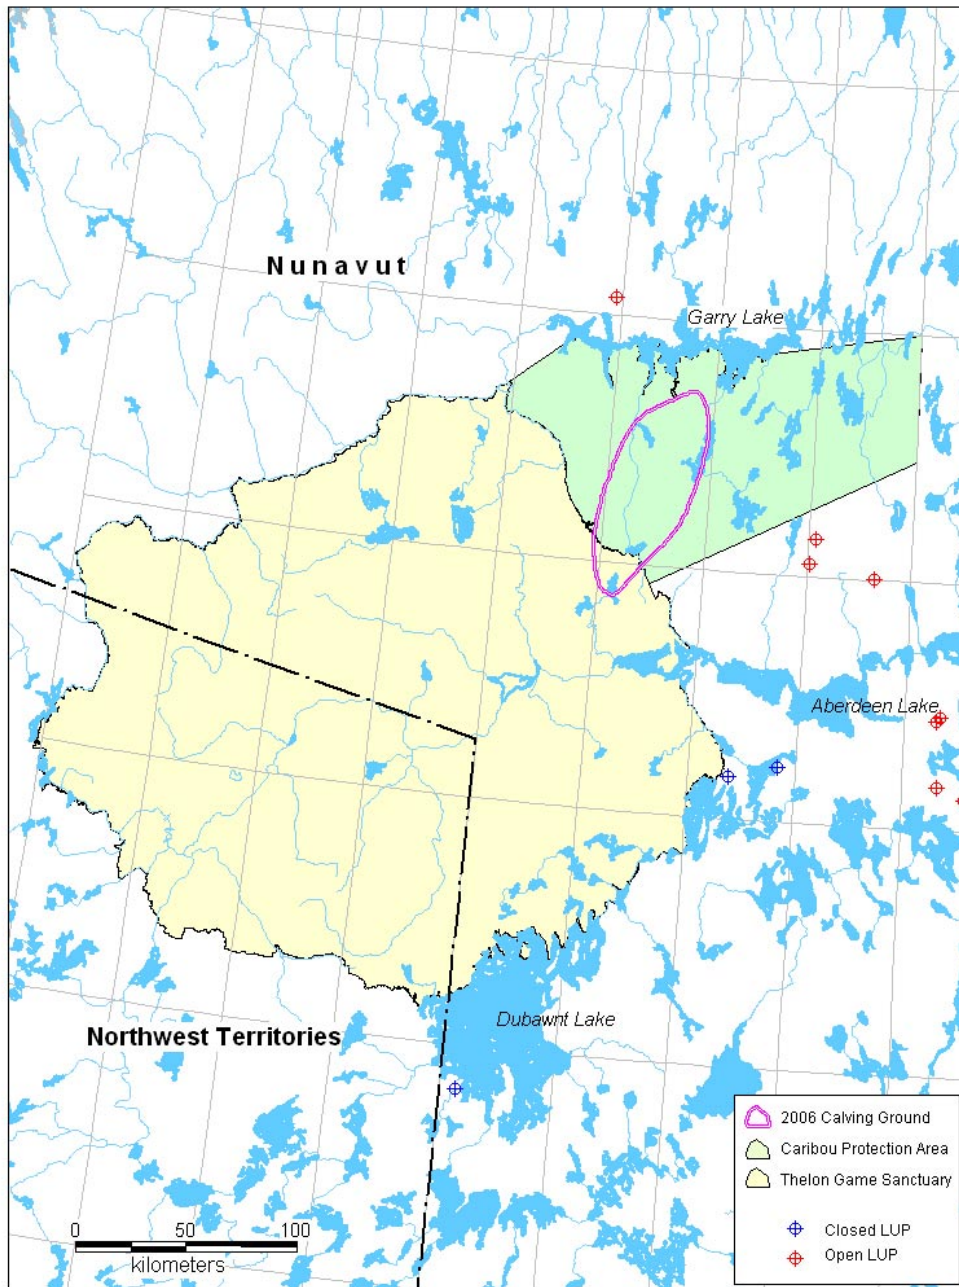 N u n a v u t
Garry Lake
Aberdeen Lake
Dubawnt Lake
Northwest Territories
2006 Calving Ground
Caribou Protection Area
Thelon Game Sanctuary
Closed LUP
Open LUP
0 50 100
kilometers